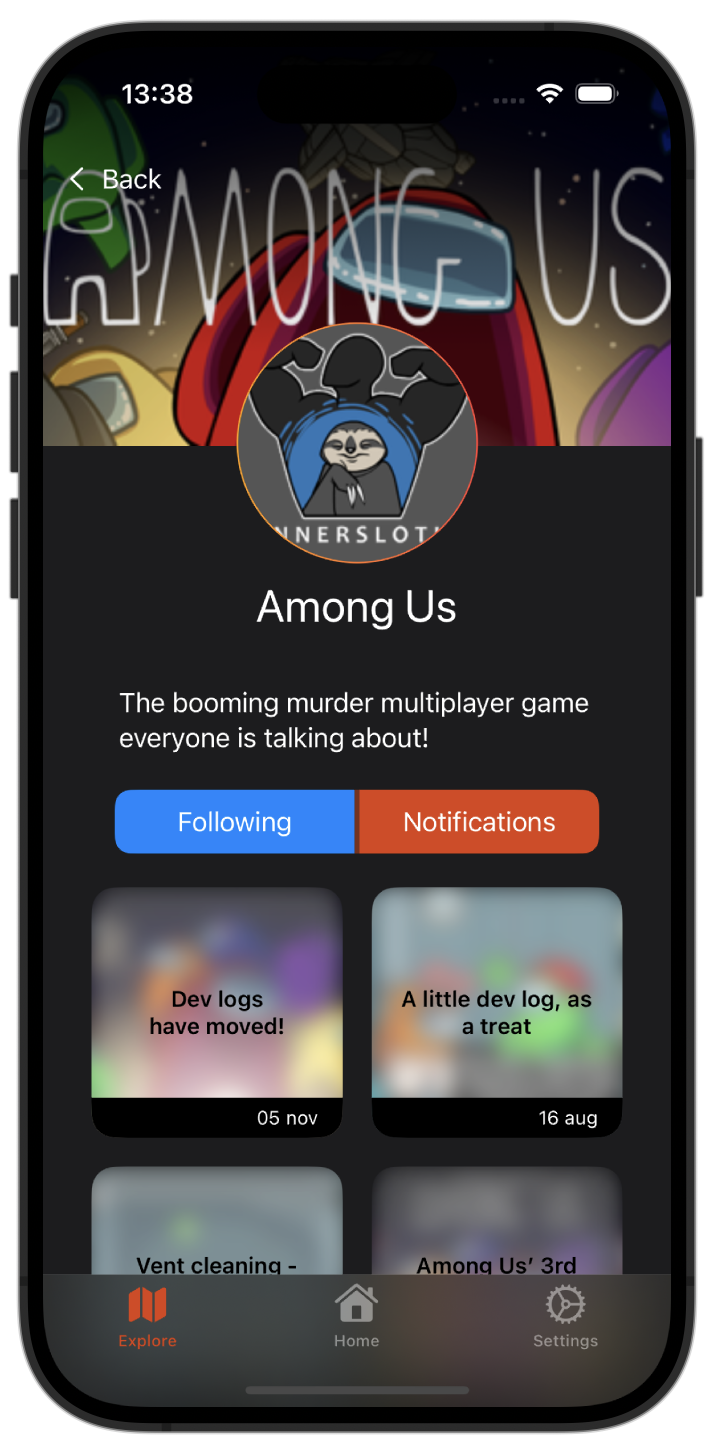 13:38
Back
AMONG US
NNERSLOT
Among Us
The booming murder multiplayer game
everyone is talking about!
Following
Notifications
Dev logs
have moved!
05 nov
A little dev log, as
a treat
16 aug
Vent cleaning -
Among Us’ 3rd
Explore
Home
Settings